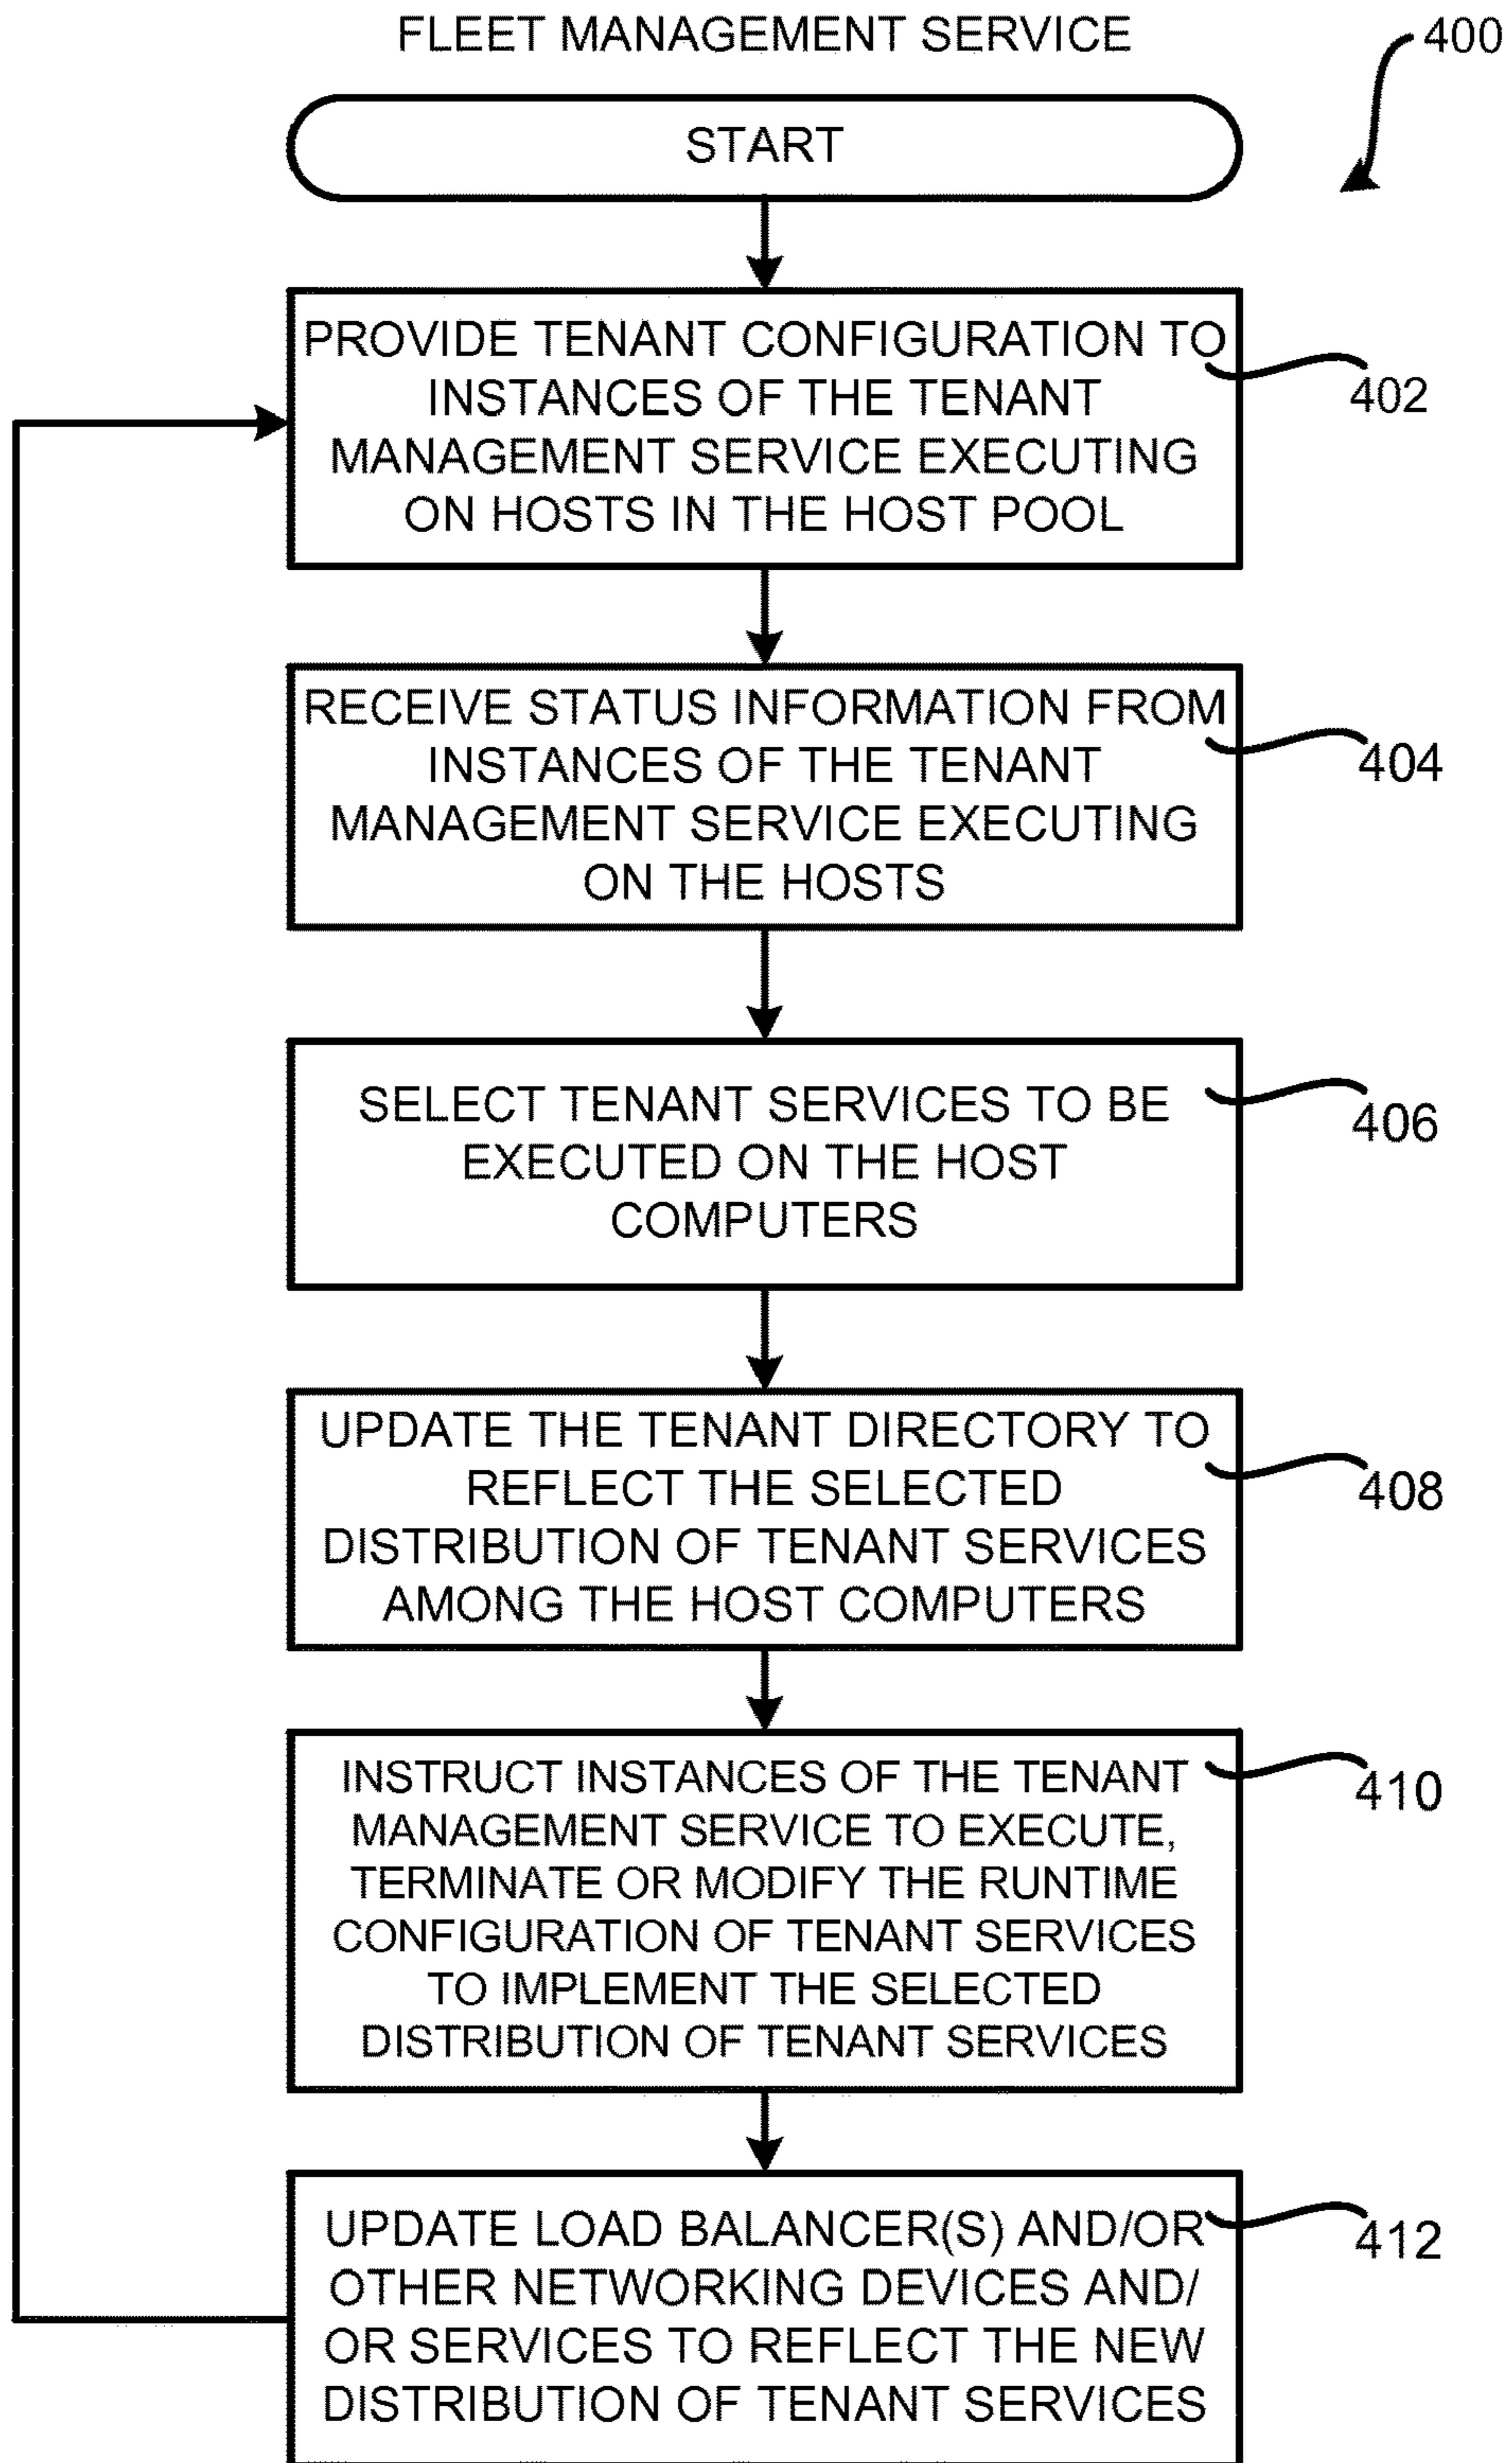 FLEET MANAGEMENT SERVICE
400
START
PROVIDE TENANT CONFIGURATION TO
INSTANCES OF THE TENANT
MANAGEMENT SERVICE EXECUTING
ON HOSTS IN THE HOST POOL
402
RECEIVE STATUS INFORMATION FROM
INSTANCES OF THE TENANT
MANAGEMENT SERVICE EXECUTING
ON THE HOSTS
404
SELECT TENANT SERVICES TO BE
EXECUTED ON THE HOST
COMPUTERS
406
UPDATE THE TENANT DIRECTORY TO
REFLECT THE SELECTED
DISTRIBUTION OF TENANT SERVICES
AMONG THE HOST COMPUTERS
408
INSTRUCT INSTANCES OF THE TENANT
MANAGEMENT SERVICE TO EXECUTE,
TERMINATE OR MODIFY THE RUNTIME
CONFIGURATION OF TENANT SERVICES
TO IMPLEMENT THE SELECTED
DISTRIBUTION OF TENANT SERVICES
410
UPDATE LOAD BALANCER(S) AND/OR
OTHER NETWORKING DEVICES AND/
OR SERVICES TO REFLECT THE NEW
DISTRIBUTION OF TENANT SERVICES
412